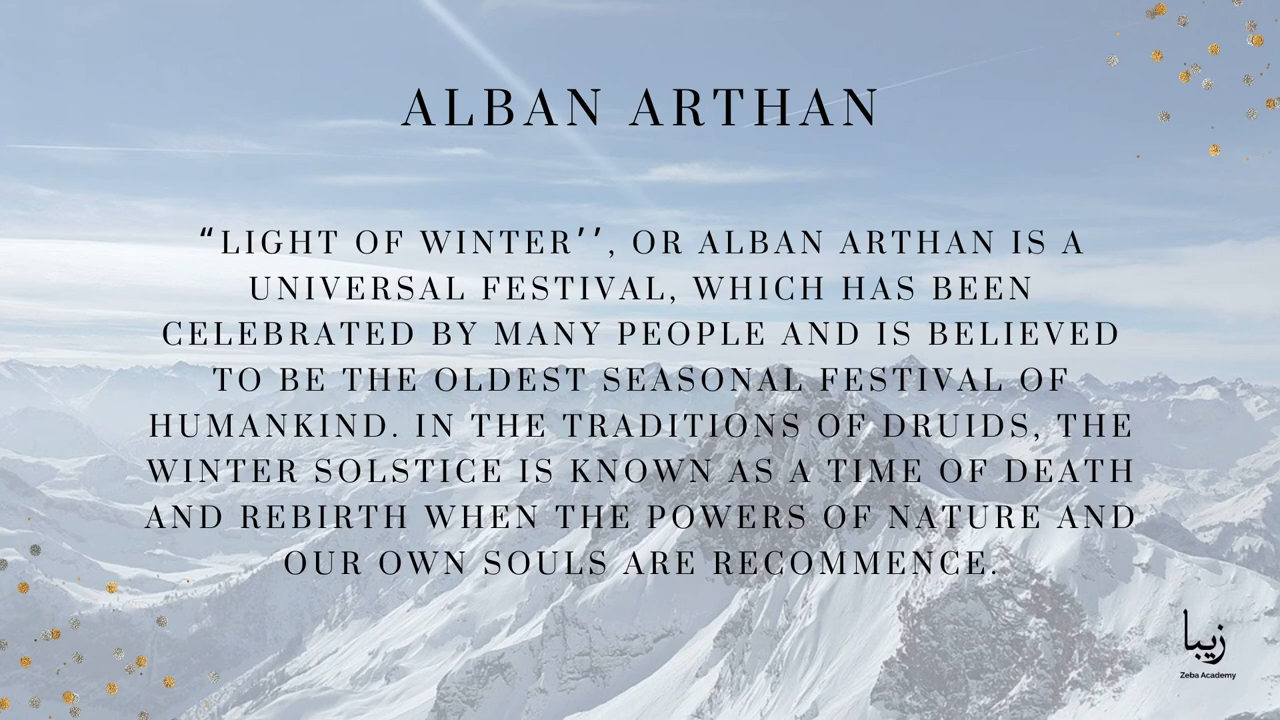 ALBAN ARTHAN
“LIGHT OF WINTER’’, OR ALBAN ARTHAN IS A
UNIVERSAL FESTIVAL, WHICH HAS BEEN
CELEBRATED BY MANY PEOPLE AND IS BELIEVED
TO BE THE OLDEST SEASONAL FESTIVAL OF
HUMANKIND. IN THE TRADITIONS OF DRUIDS, THE
WINTER SOLSTICE IS KNOWN AS A TIME OF DEATH
AND REBIRTH WHEN THE POWERS OF NATURE AND
OUR OWN SOULS ARE RECOMMENCE.
زیبا
Zeba Academy